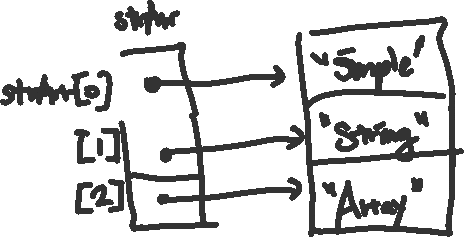 strArr
strArr[0]
"Simple"
[1]
"String"
[2]
"Array"